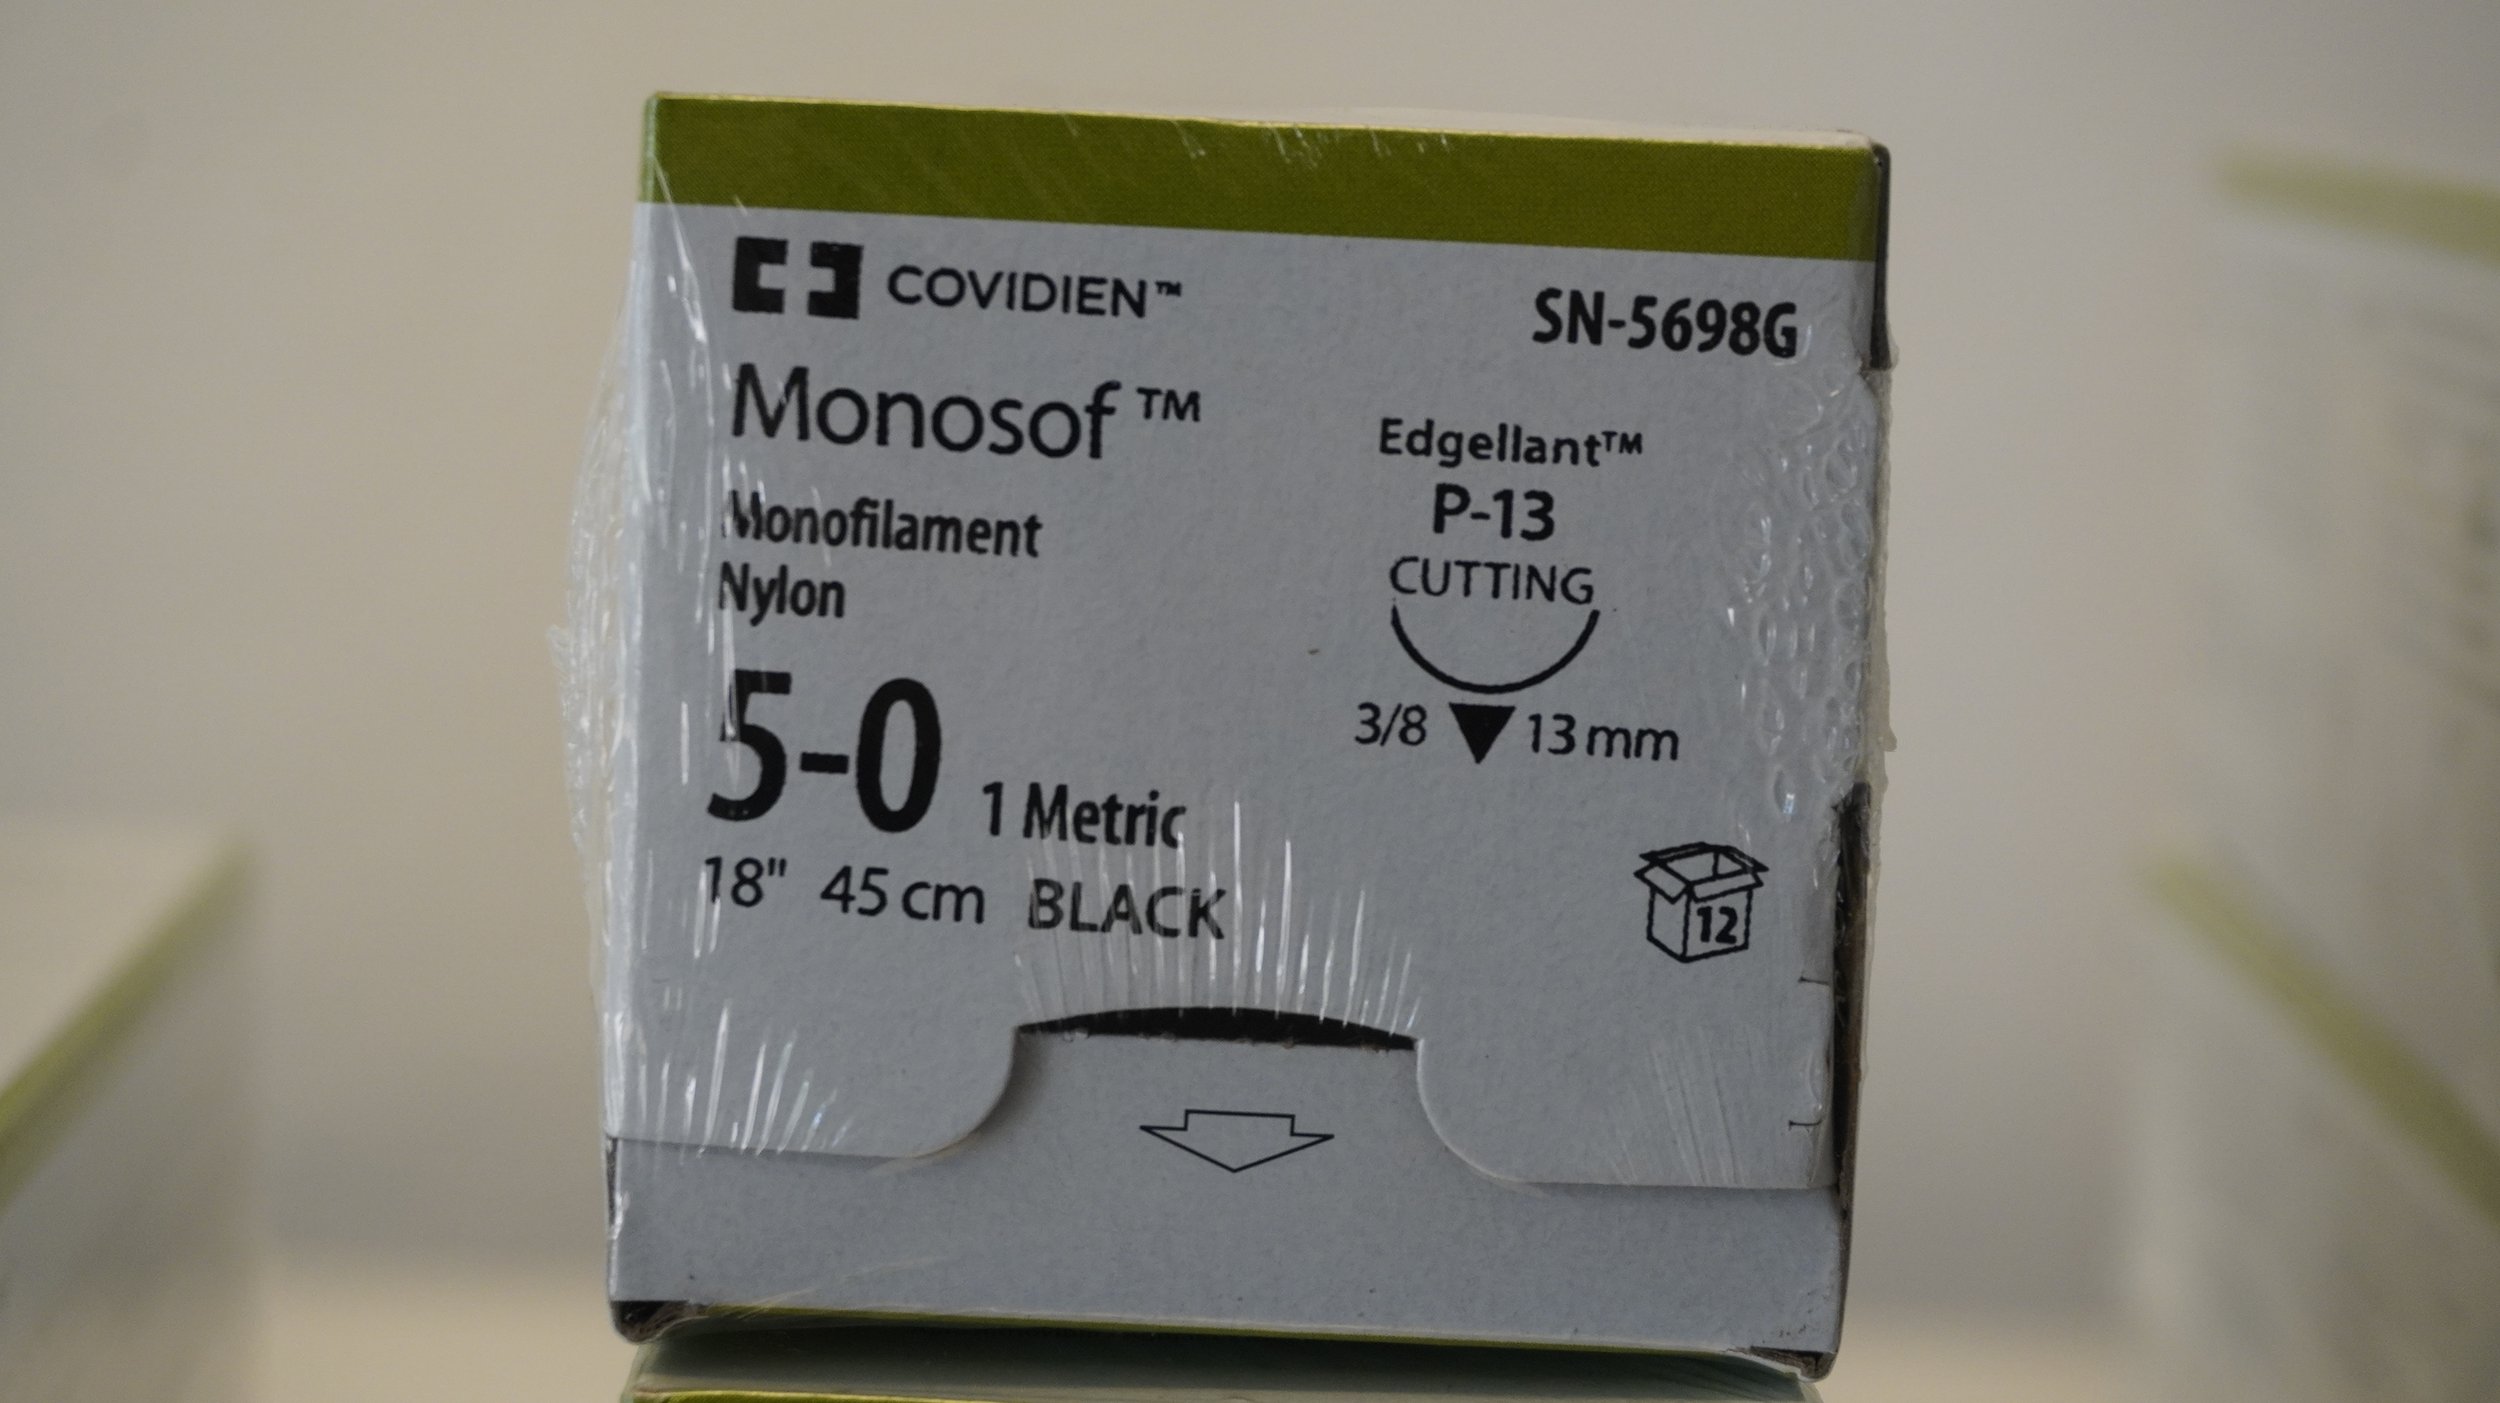 COVIDIEN™
SN-5698G
Monosof™
Monofilament
Nylon
Edgellant™
P-13
CUTTING
3/8 13 mm
5-0 1 Metric
18" 45 cm BLACK
12